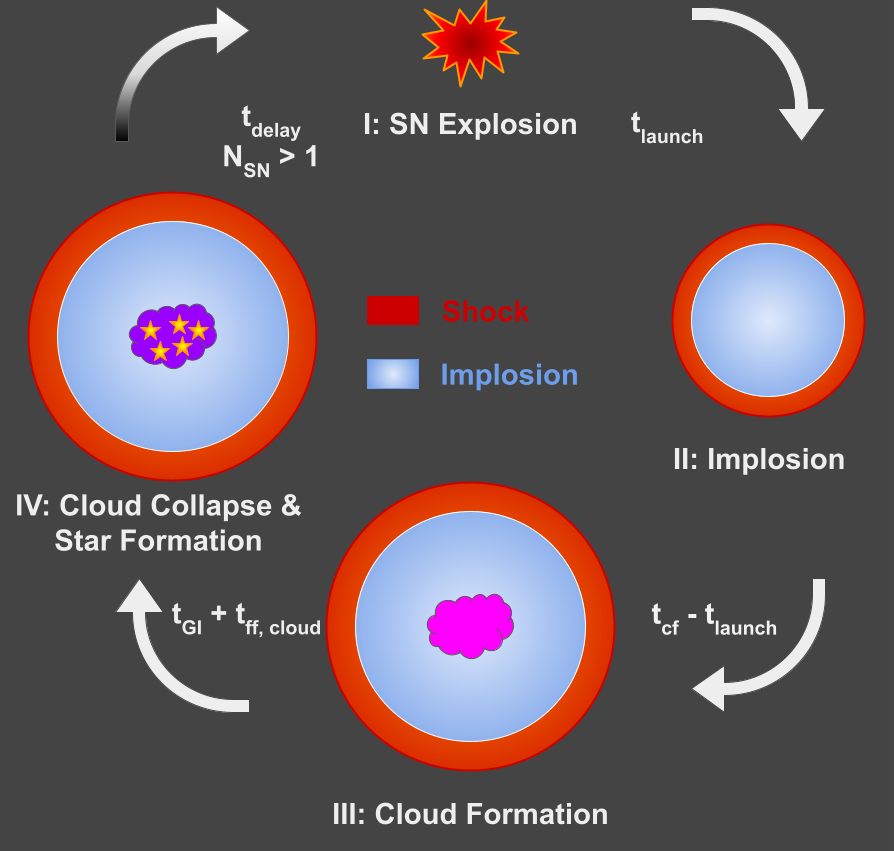 t_delay
N_SN > 1
I: SN Explosion
t_launch
Shock
Implosion
II: Implosion
IV: Cloud Collapse &
Star Formation
t_GI + t_ff, cloud
t_cf - t_launch
III: Cloud Formation